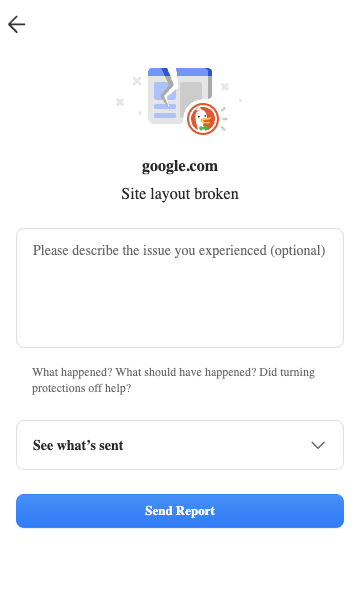 google.com
Site layout broken
Please describe the issue you experienced (optional)
What happened? What should have happened? Did turning
protections off help?
See what’s sent
Send Report